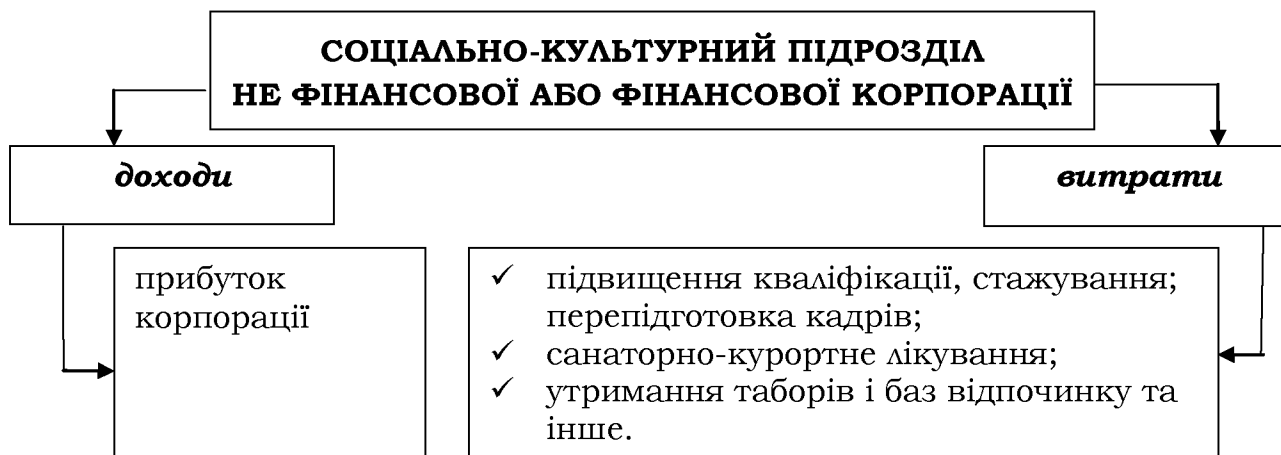 СОЦІАЛЬНО-КУЛЬТУРНИЙ ПІДРОЗДІЛ
НЕ ФІНАНСОВОЇ АБО ФІНАНСОВОЇ КОРПОРАЦІЇ
доходи
витрати
прибуток
корпорації
✓ підвищення кваліфікації, стажування;
перепідготовка кадрів;
✓ санаторно-курортне лікування;
✓ утримання таборів і баз відпочинку та
інше.